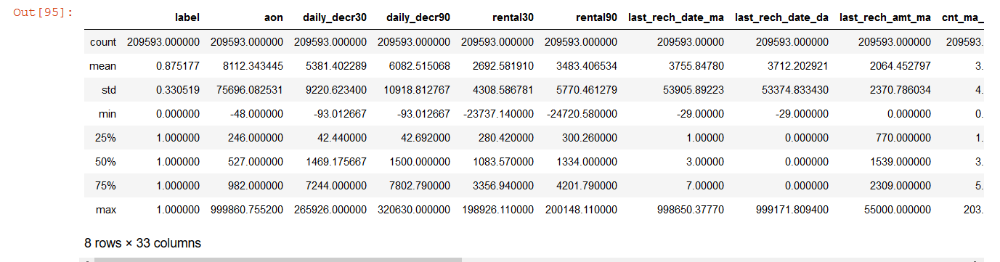 Out[95]:
label aon daily_decr30 daily_decr90 rental30 rental90 last_rech_date_ma last_rech_date_da last_rech_amt_ma cnt_ma_
count 209593.000000 209593.000000 209593.000000 209593.000000 209593.000000 209593.000000 209593.00000 209593.000000 209593.000000 209593.
mean 0.875177 8112.343445 5381.402289 6082.515068 2692.581910 3483.406534 3755.84780 3712.202921 2064.452797 3.
std 0.330519 75696.082531 9220.623400 10918.812767 4308.586781 5770.461279 53905.89223 53374.833430 2370.786034 4.
min 0.000000 -48.000000 -93.012667 -93.012667 -23737.140000 -24720.580000 -29.00000 -29.000000 0.000000 0.
25% 1.000000 246.000000 42.440000 42.692000 280.420000 300.260000 1.00000 0.000000 770.000000 1.
50% 1.000000 527.000000 1469.175667 1500.000000 1083.570000 1334.000000 3.00000 0.000000 1539.000000 3.
75% 1.000000 982.000000 7244.000000 7802.790000 3356.940000 4201.790000 7.00000 0.000000 2309.000000 5.
max 1.000000 999860.755200 265926.000000 320630.000000 198926.110000 200148.110000 998650.37770 999171.809400 55000.000000 203.
8 rows × 33 columns